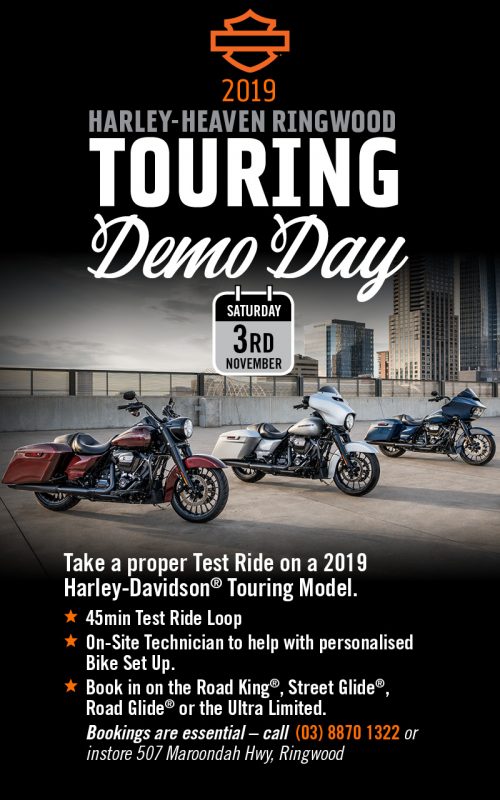 2019
HARLEY-HEAVEN RINGWOOD
TOURING
Demo Day
SATURDAY
3RD
NOVEMBER
Take a proper Test Ride on a 2019
Harley-Davidson® Touring Model.
★ 45min Test Ride Loop
★ On-Site Technician to help with personalised
Bike Set Up.
★ Book in on the Road King®, Street Glide®,
Road Glide® or the Ultra Limited.
Bookings are essential – call (03) 8870 1322 or
instore 507 Maroondah Hwy, Ringwood